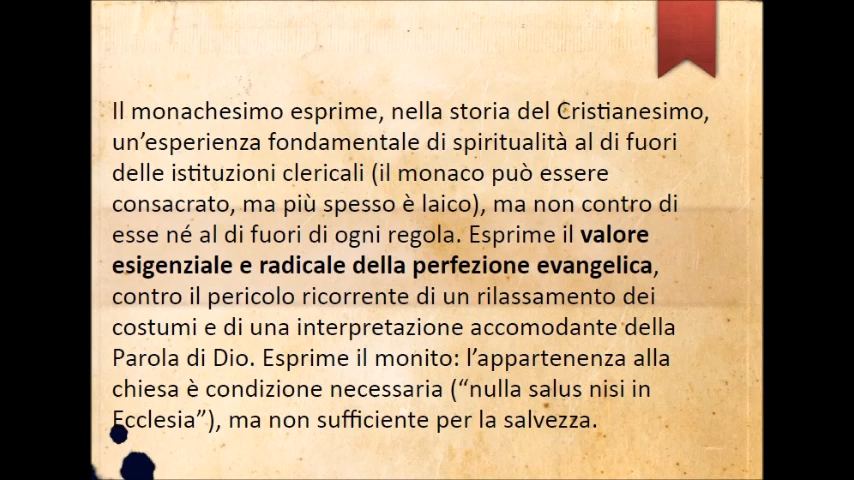 Il monachesimo esprime, nella storia del Cristianesimo,
un’esperienza fondamentale di spiritualità al di fuori
delle istituzioni clericali (il monaco può essere
consacrato, ma più spesso è laico), ma non contro di
esse né al di fuori di ogni regola. Esprime il valore
esigenziale e radicale della perfezione evangelica,
contro il pericolo ricorrente di un rilassamento dei
costumi e di una interpretazione accomodante della
Parola di Dio. Esprime il monito: l’appartenenza alla
chiesa è condizione necessaria (“nulla salus nisi in
Ecclesia”), ma non sufficiente per la salvezza.